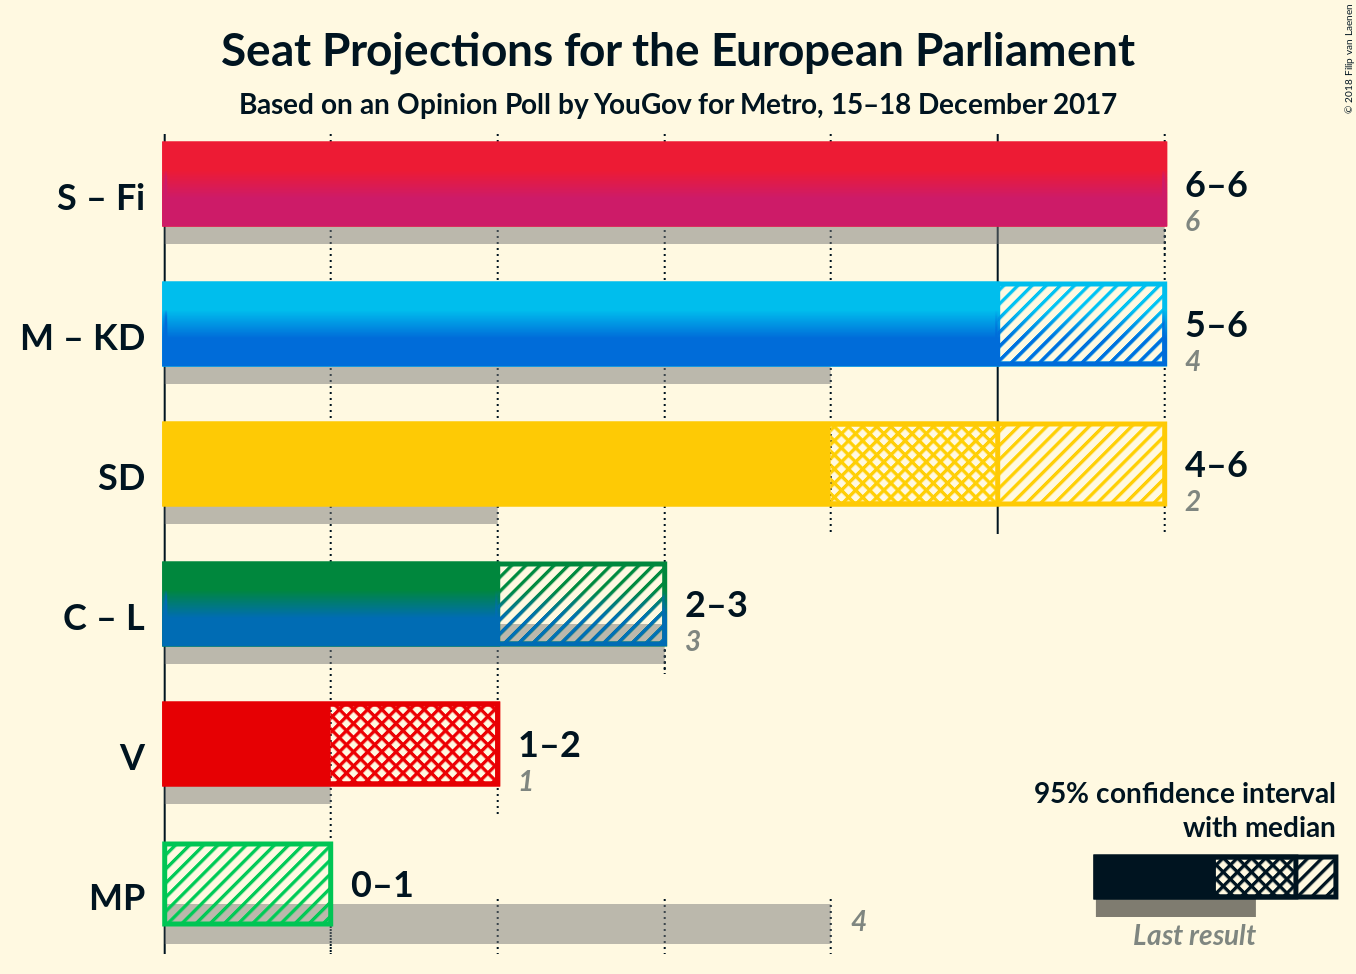 Seat Projections for the European Parliament
Based on an Opinion Poll by YouGov for Metro, 15–18 December 2017
© 2018 Filip van Laenen
S – Fi
6–6
6
M – KD
5–6
4
SD
4–6
2
C – L
2–3
3
V
1–2
1
MP
0–1
4
95% confidence interval
with median
Last result